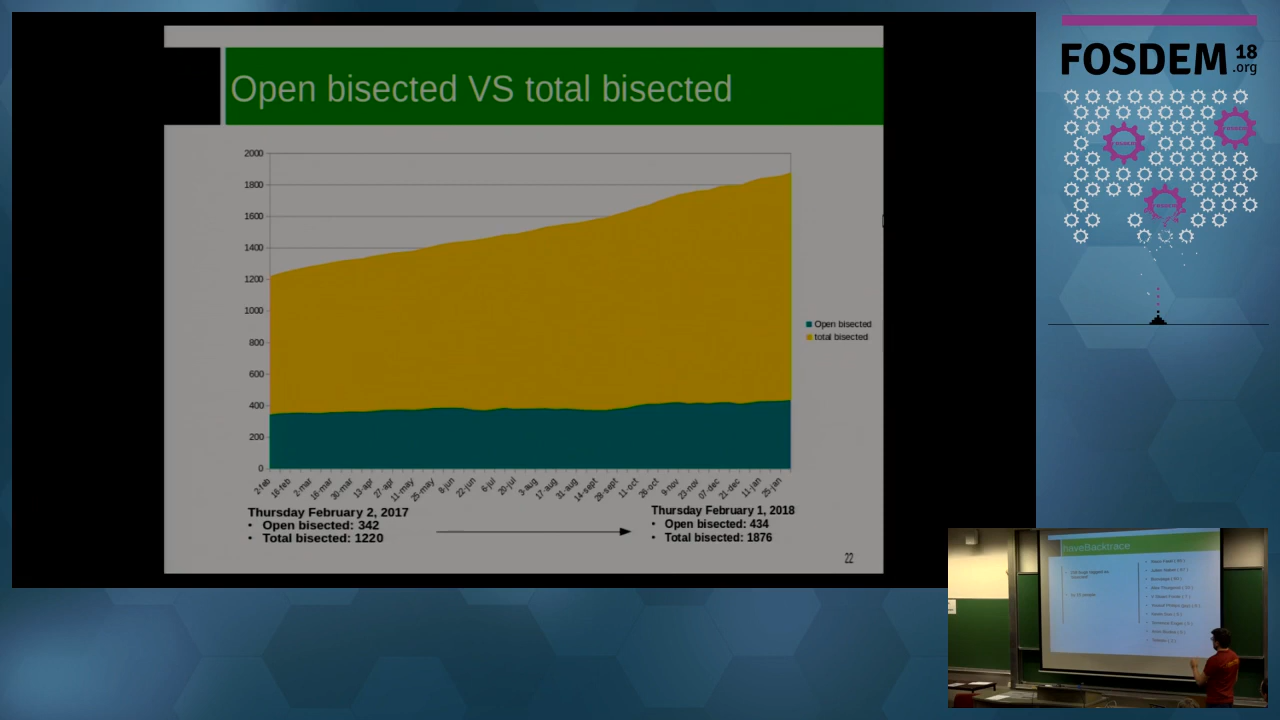 Open bisected VS total bisected
2000
1800
1600
1400
1200
1000
800
600
400
200
0
2-feb
16-feb
2-mar
16-mar
30-mar
13-apr
27-apr
11-may
25-may
8-jun
22-jun
6-jul
20-jul
3-aug
17-aug
31-aug
14-sept
28-sept
11-oct
26-oct
9-nov
23-nov
07-dec
21-dec
11-jan
25-jan
Open bisected
total bisected
Thursday February 2, 2017
• Open bisected: 342
• Total bisected: 1220
Thursday February 1, 2018
• Open bisected: 434
• Total bisected: 1876
22
FOSDEM 18
.org
haveBacktrace